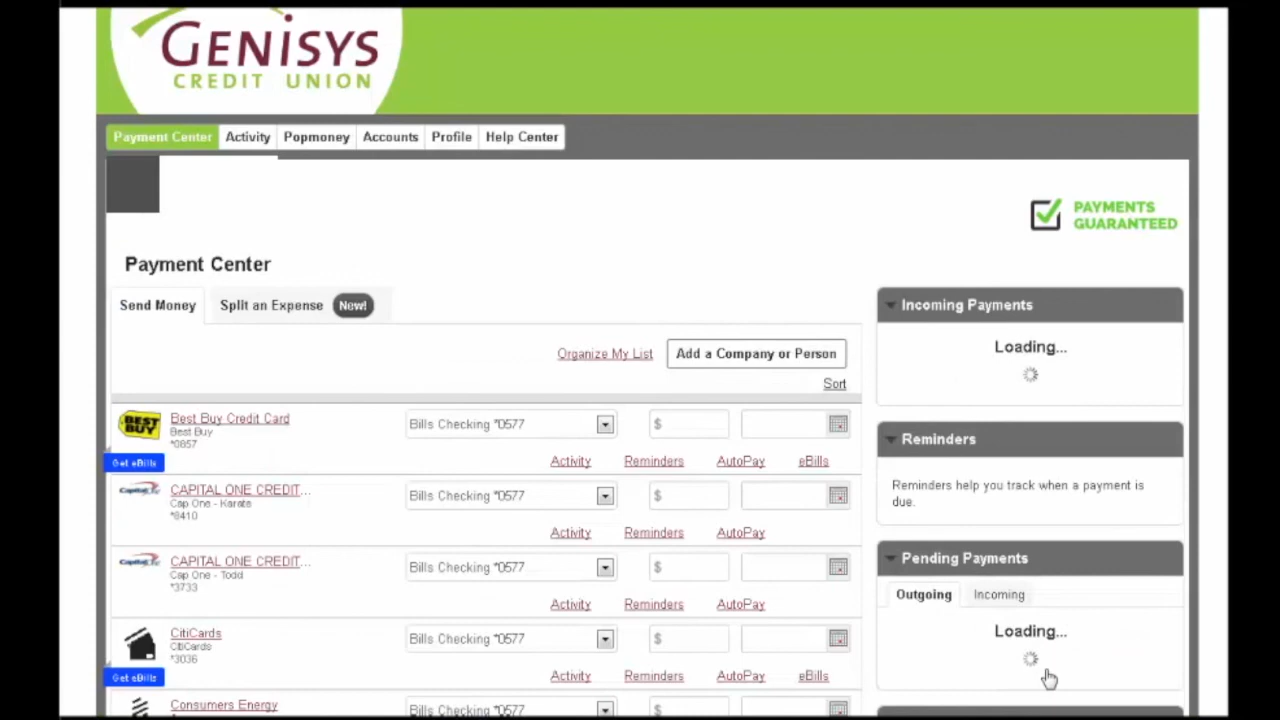 GENiSYS
CREDIT UNION
Payment Center Activity Popmoney Accounts Profile Help Center
PAYMENTS
GUARANTEED
Payment Center
Send Money Split an Expense New!
Organize My List Add a Company or Person
Sort
BEST BUY
Best Buy Credit Card
Best Buy
*0857
Bills Checking *0577 $
Get eBills
Activity Reminders AutoPay eBills
CAPITAL ONE CREDIT...
Cap One - Karate
*8410
Bills Checking *0577 $
Activity Reminders AutoPay
CAPITAL ONE CREDIT...
Cap One - Todd
*3733
Bills Checking *0577 $
Activity Reminders AutoPay
CitiCards
CitiCards
*3036
Bills Checking *0577 $
Get eBills
Activity Reminders AutoPay eBills
Consumers Energy
Bills Checking *0577 $
Incoming Payments
Loading...
Reminders
Reminders help you track when a payment is
due.
Pending Payments
Outgoing Incoming
Loading...